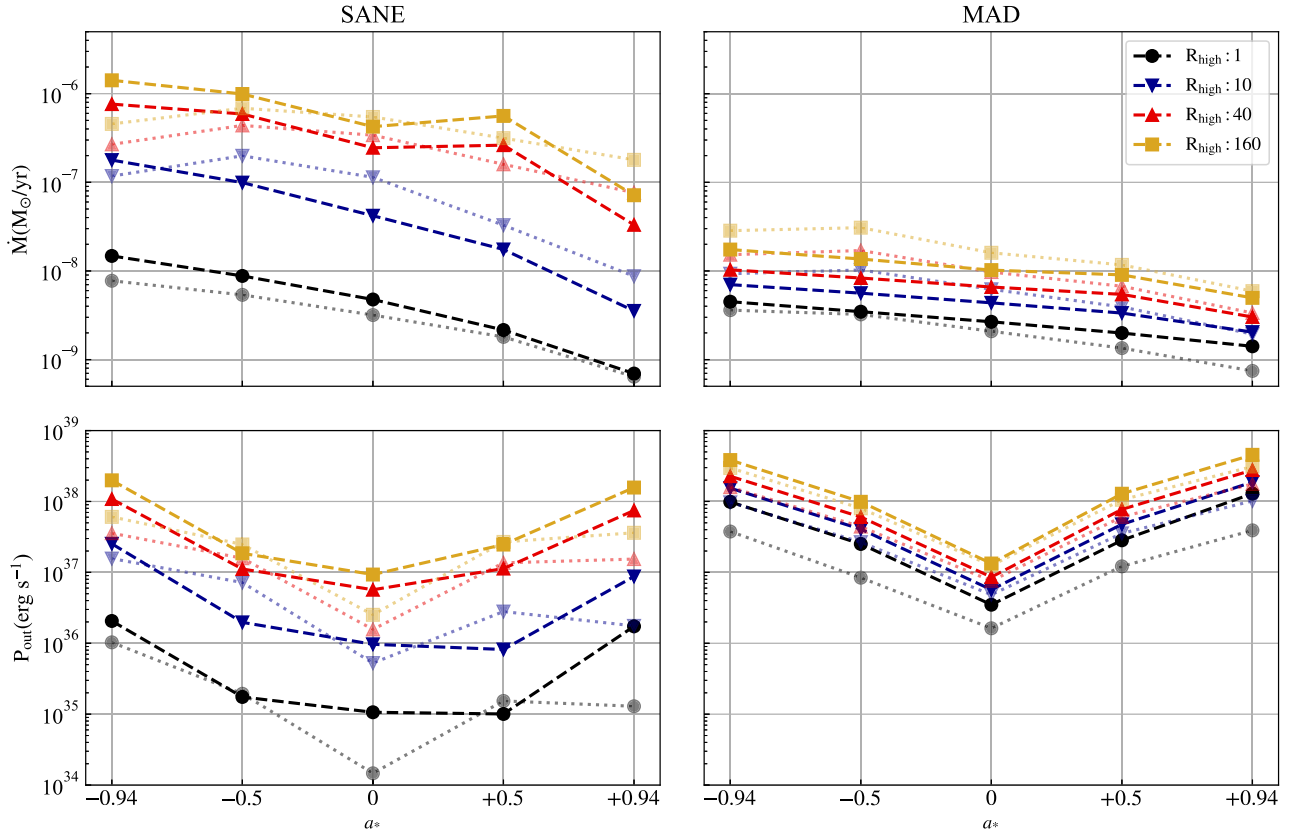 SANE
MAD
10⁻⁶
10⁻⁷
10⁻⁸
10⁻⁹
Ṁ(M⊙/yr)
R_high : 1
R_high : 10
R_high : 40
R_high : 160
10³⁹
10³⁸
10³⁷
10³⁶
10³⁵
10³⁴
P_out(erg s⁻¹)
−0.94 −0.5 0 +0.5 +0.94
−0.94 −0.5 0 +0.5 +0.94
a*
a*